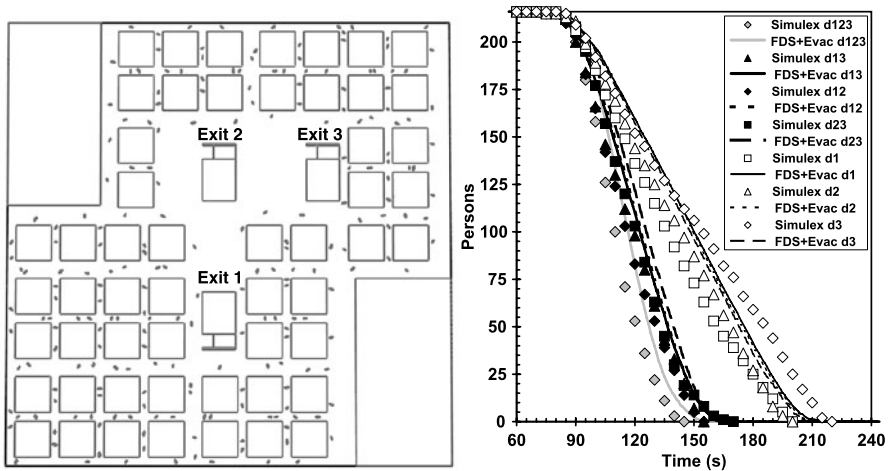 Exit 2
Exit 3
Exit 1
Persons
200
175
150
125
100
75
50
25
0
60
90
120
150
180
210
240
Time (s)
Simulex d123
FDS+Evac d123
Simulex d13
FDS+Evac d13
Simulex d12
FDS+Evac d12
Simulex d23
FDS+Evac d23
Simulex d1
FDS+Evac d1
Simulex d2
FDS+Evac d2
Simulex d3
FDS+Evac d3